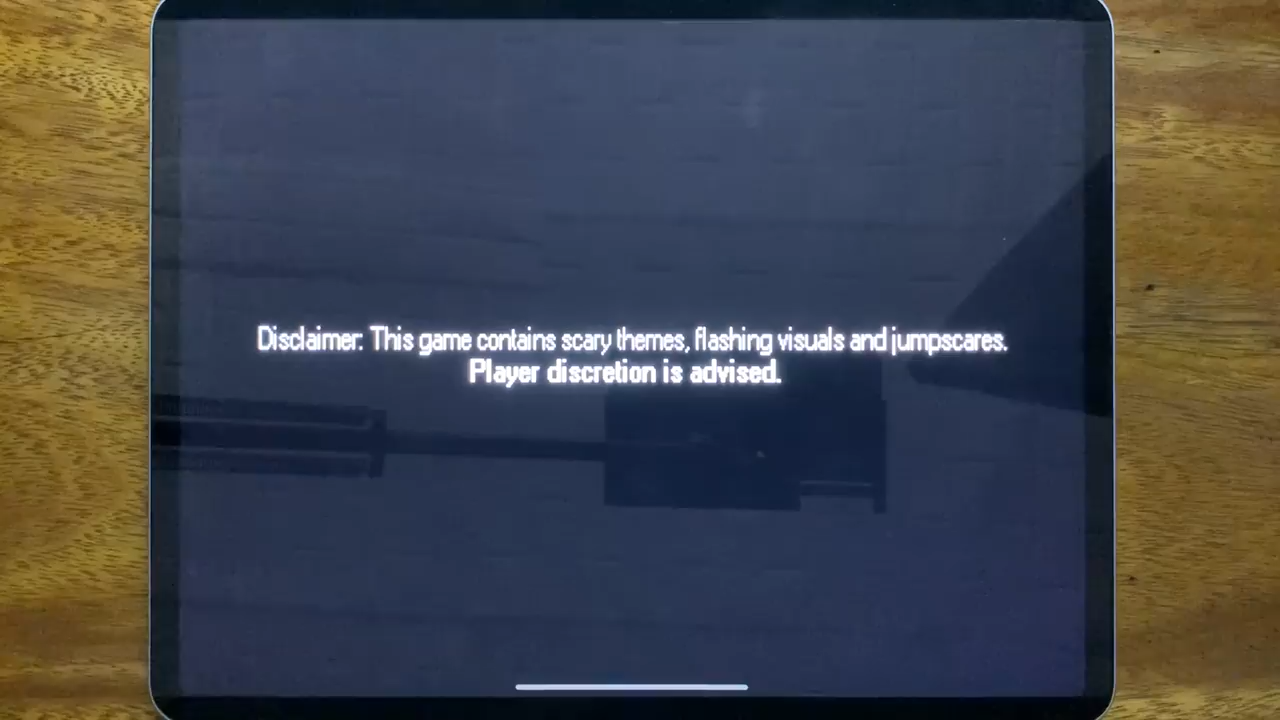 Disclaimer: This game contains scary themes, flashing visuals and jumpscares.
Player discretion is advised.